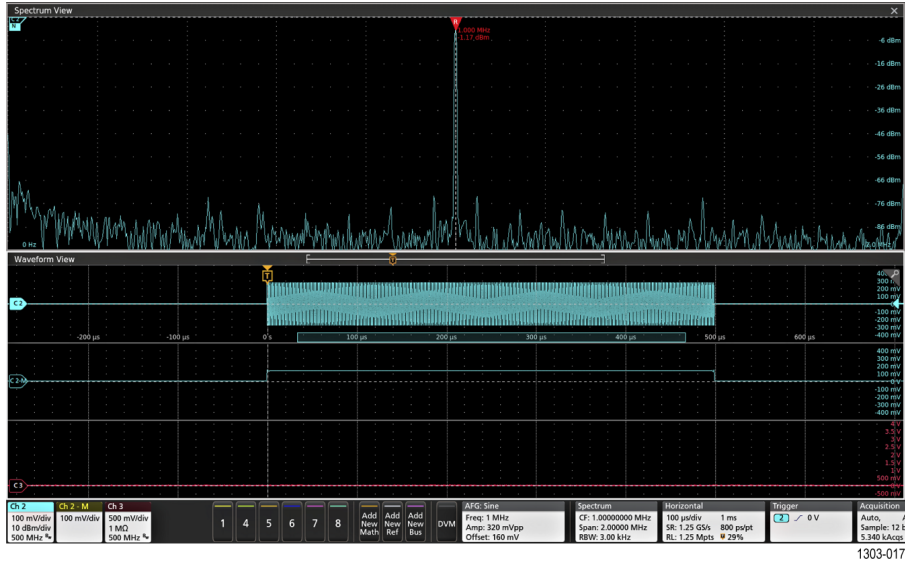 Spectrum View
C 2
N
R
1.000 MHz
-1.17 dBm
-6 dBm
-16 dBm
-26 dBm
-36 dBm
-46 dBm
-56 dBm
-66 dBm
-76 dBm
-86 dBm
0 Hz
Waveform View
T
T
C 2
300
200 mV
100 mV
-100 mV
-200 mV
-300 mV
-400 mV
-200 µs
-100 µs
0 s
100 µs
200 µs
300 µs
400 µs
500 µs
600 µs
C 2-M
400 mV
300 mV
200 mV
100 mV
0 V
-100 mV
-200 mV
-300 mV
-400 mV
C 3
4 V
3.5 V
3 V
2.5 V
2 V
1.5 V
1 V
500 mV
0 V
-500 mV
Ch 2
100 mV/div
10 dBm/div
500 MHz
Ch 2 - M
100 mV/div
Ch 3
500 mV/div
1 MΩ
500 MHz
1
4
5
6
7
8
Add New Math
Add New Ref
Add New Bus
DVM
AFG: Sine
Freq: 1 MHz
Amp: 320 mVpp
Offset: 160 mV
Spectrum
CF: 1.00000000 MHz
Span: 2.00000 MHz
RBW: 3.00 kHz
Horizontal
100 µs/div 1 ms
SR: 1.25 GS/s 800 ps/pt
RL: 1.25 Mpts 29%
Trigger
2 0 V
Acquisition
Auto,
Sample: 12 b
5.340 kAcqs
1303-017